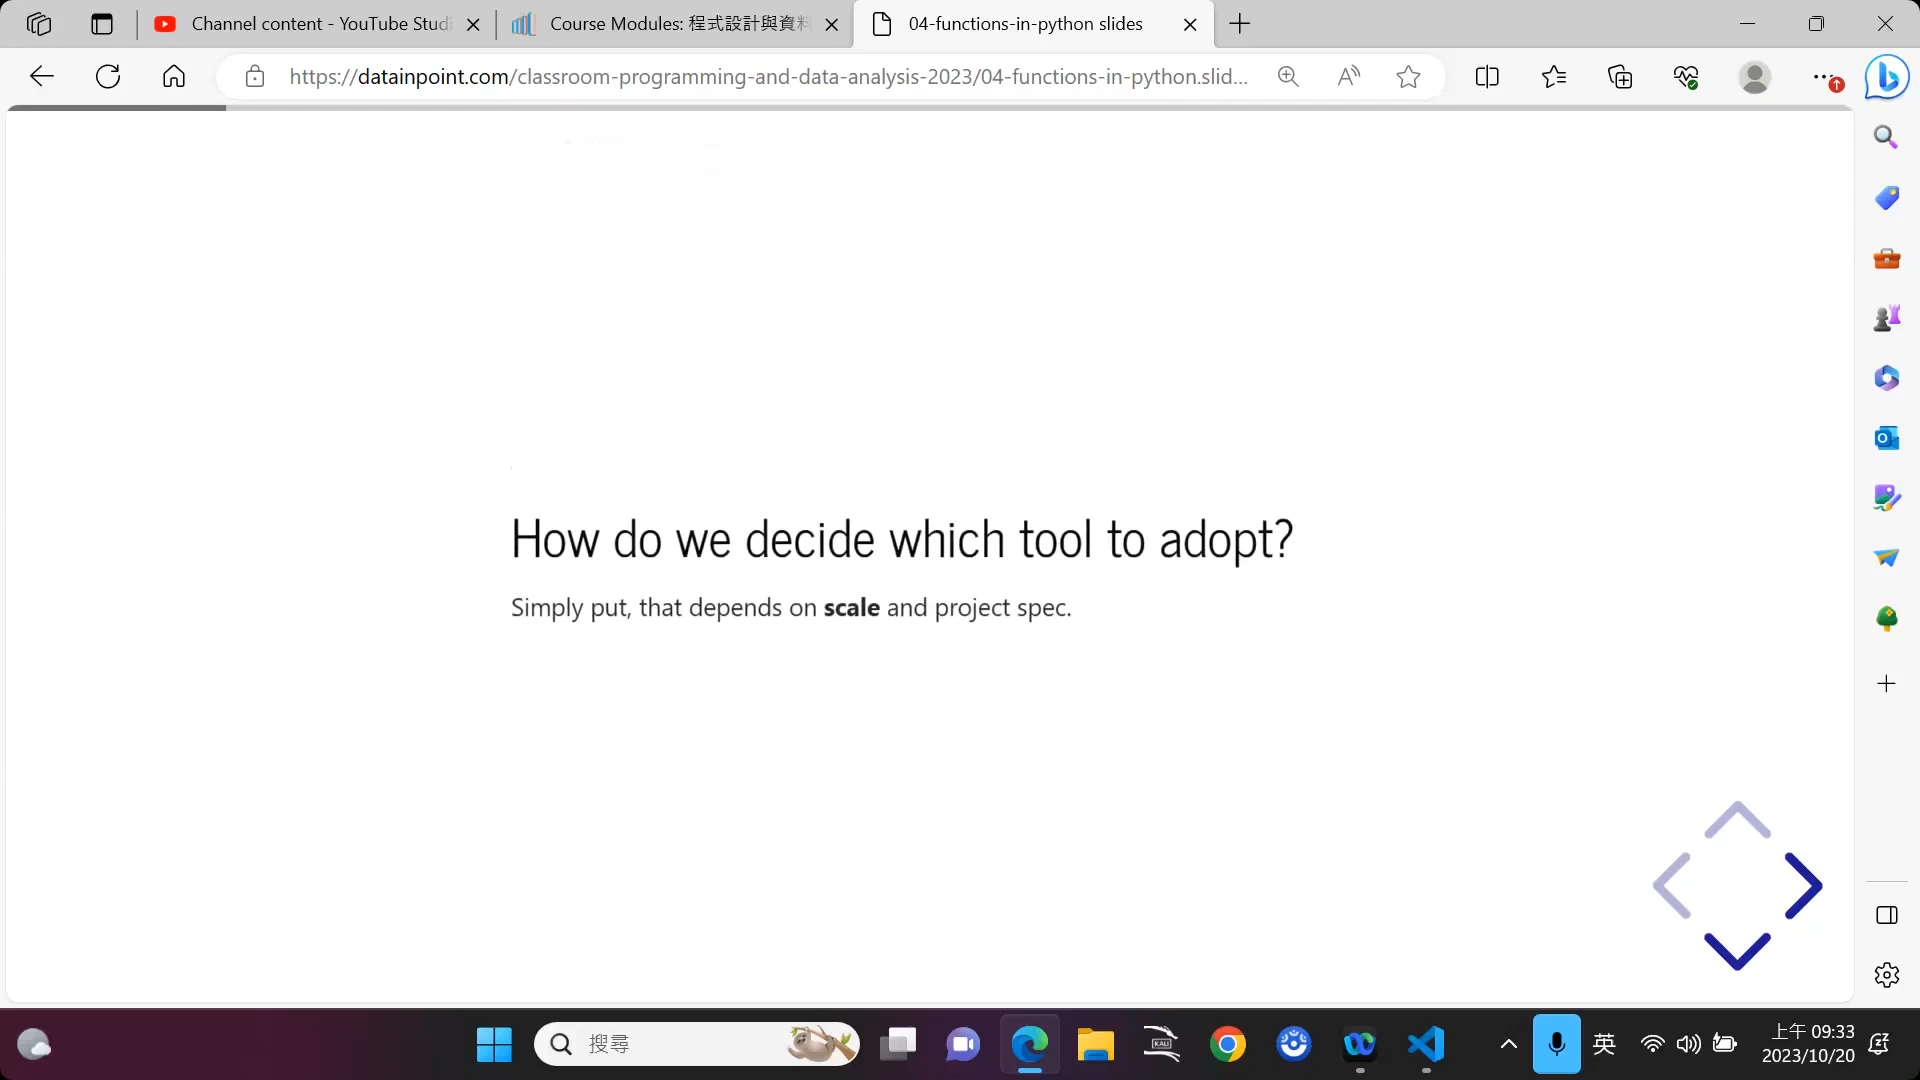 Channel content - YouTube Studi
Course Modules: 程式設計與資料
04-functions-in-python slides
https://datainpoint.com/classroom-programming-and-data-analysis-2023/04-functions-in-python.slid...
How do we decide which tool to adopt?
Simply put, that depends on scale and project spec.
搜尋
KALI
英
上午 09:33
2023/10/20